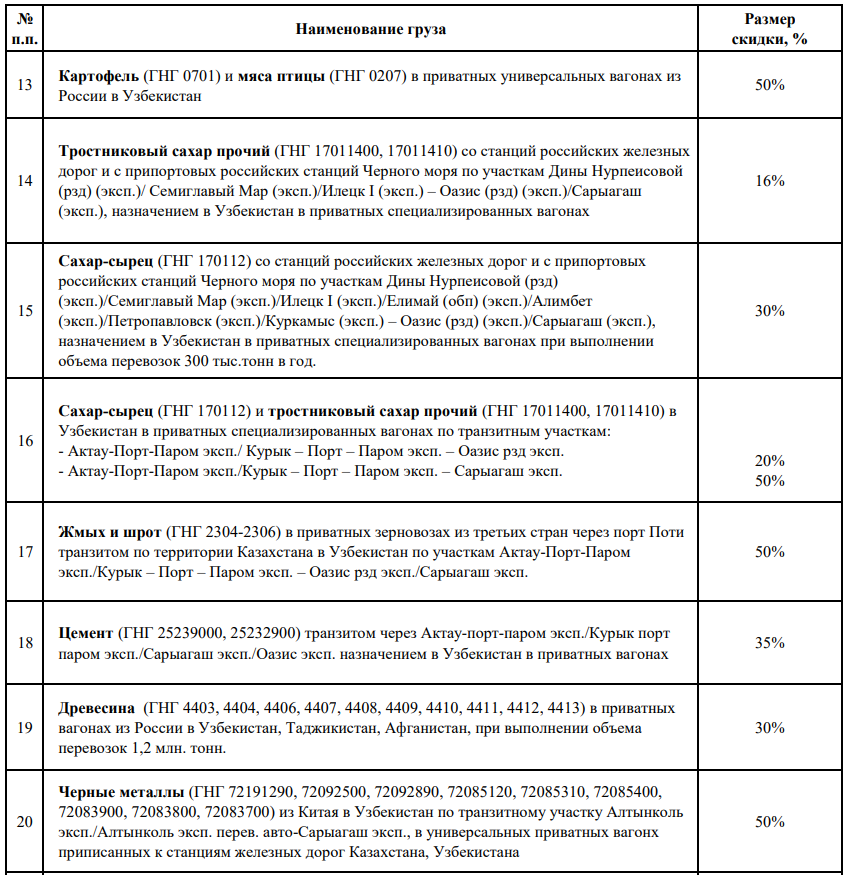 № п.п.
Наименование груза
Размер скидки, %
13
Картофель (ГНГ 0701) и мяса птицы (ГНГ 0207) в приватных универсальных вагонах из
России в Узбекистан
50%
14
Тростниковый сахар прочий (ГНГ 17011400, 17011410) со станций российских железных
дорог и с припортовых российских станций Черного моря по участкам Дины Нурпеисовой
(рзд) (эксп.)/ Семиглавый Мар (эксп.)/Илецк I (эксп.) – Оазис (рзд) (эксп.)/Сарыагаш
(эксп.), назначением в Узбекистан в приватных специализированных вагонах
16%
15
Сахар-сырец (ГНГ 170112) со станций российских железных дорог и с припортовых
российских станций Черного моря по участкам Дины Нурпеисовой (рзд)
(эксп.)/Семиглавый Мар (эксп.)/Илецк I (эксп.)/Елимай (обп) (эксп.)/Алимбет
(эксп.)/Петропавловск (эксп.)/Куркамыс (эксп.) – Оазис (рзд) (эксп.)/Сарыагаш (эксп.),
назначением в Узбекистан в приватных специализированных вагонах при выполнении
объема перевозок 300 тыс.тонн в год.
30%
16
Сахар-сырец (ГНГ 170112) и тростниковый сахар прочий (ГНГ 17011400, 17011410) в
Узбекистан в приватных специализированных вагонах по транзитным участкам:
- Актау-Порт-Паром эксп./ Курык – Порт – Паром эксп. – Оазис рзд эксп.
- Актау-Порт-Паром эксп./Курык – Порт – Паром эксп. – Сарыагаш эксп.
20%
50%
17
Жмых и шрот (ГНГ 2304-2306) в приватных зерновозах из третьих стран через порт Поти
транзитом по территории Казахстана в Узбекистан по участкам Актау-Порт-Паром
эксп./Курык – Порт – Паром эксп. – Оазис рзд эксп./Сарыагаш эксп.
50%
18
Цемент (ГНГ 25239000, 25232900) транзитом через Актау-порт-паром эксп./Курык порт
паром эксп./Сарыагаш эксп./Оазис эксп. назначением в Узбекистан в приватных вагонах
35%
19
Древесина (ГНГ 4403, 4404, 4406, 4407, 4408, 4409, 4410, 4411, 4412, 4413) в приватных
вагонах из России в Узбекистан, Таджикистан, Афганистан, при выполнении объема
перевозок 1,2 млн. тонн.
30%
20
Черные металлы (ГНГ 72191290, 72092500, 72092890, 72085120, 72085310, 72085400,
72083900, 72083800, 72083700) из Китая в Узбекистан по транзитному участку Алтынколь
эксп./Алтынколь эксп. перев. авто-Сарыагаш эксп., в универсальных приватных вагонх
приписанных к станциям железных дорог Казахстана, Узбекистана
50%